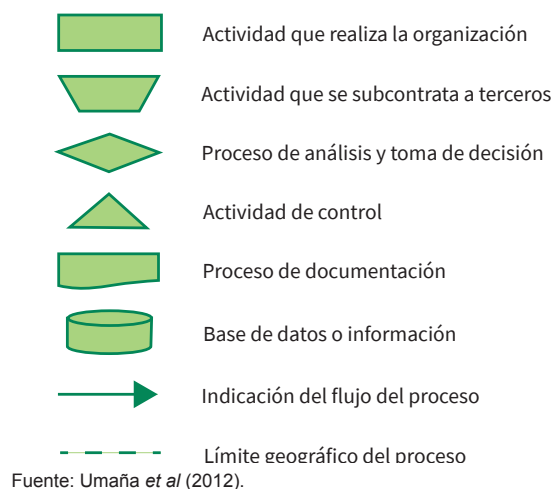 Actividad que realiza la organización
Actividad que se subcontrata a terceros
Proceso de análisis y toma de decisión
Actividad de control
Proceso de documentación
Base de datos o información
Indicación del flujo del proceso
Límite geográfico del proceso
Fuente: Umaña et al (2012).